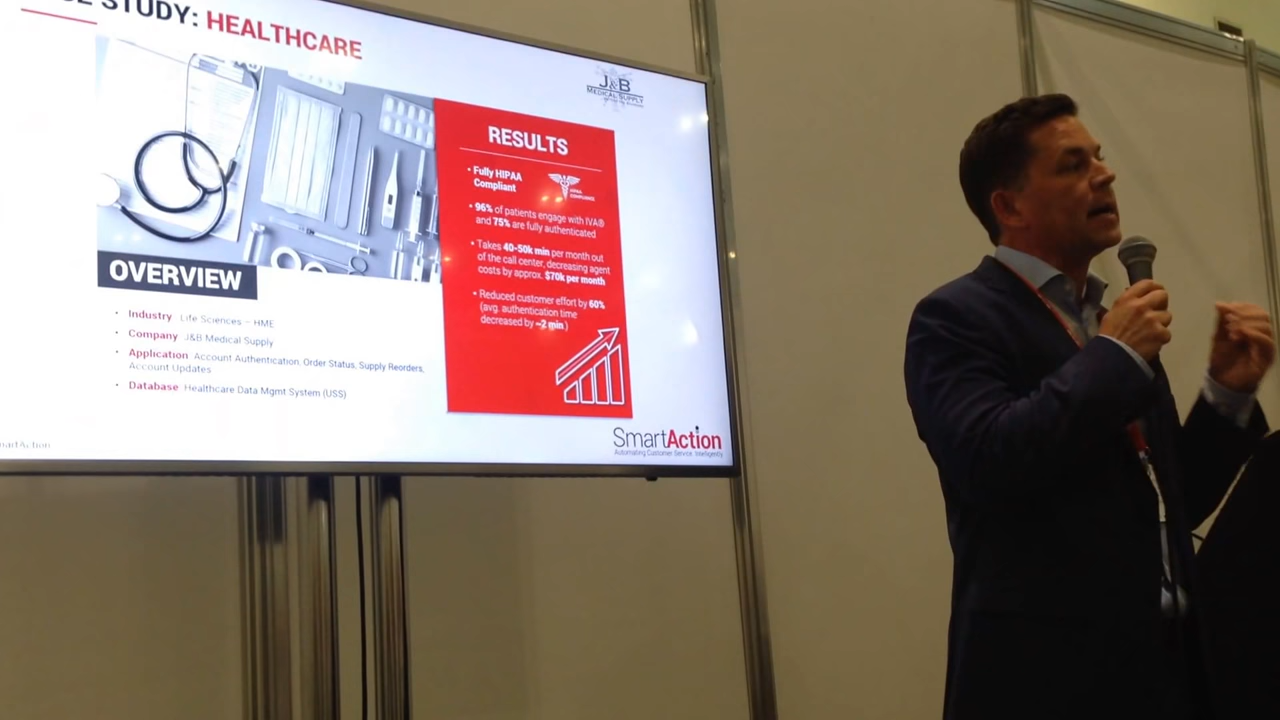 STUDY: HEALTHCARE
J&B
MEDICAL SUPPLY
RESULTS
• Fully HIPAA
Compliant
HIPAA
COMPLIANCE
• 96% of patients engage with IVA®
and 75% are fully authenticated
• Takes 40-50k min per month out
of the call center, decreasing agent
costs by approx. $70k per month
• Reduced customer effort by 60%
(avg. authentication time
decreased by ~2 min )
OVERVIEW
• Industry Life Sciences – HME
• Company J&B Medical Supply
• Application Account Authentication, Order Status, Supply Reorders,
Account Updates
• Database Healthcare Data Mgmt System (USS)
SmartAction
Automating Customer Service. Intelligently.